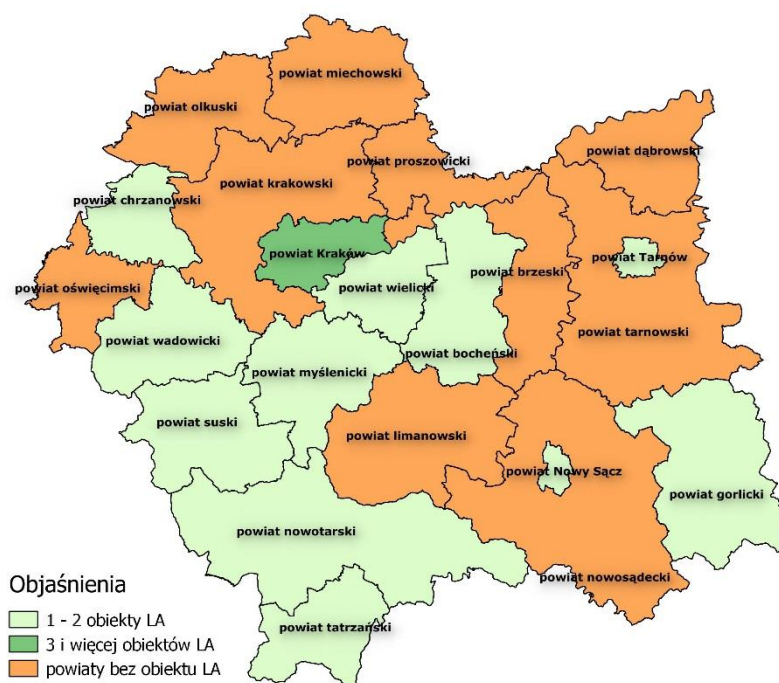 powiat miechowski
powiat olkuski
powiat dąbrowski
powiat proszowicki
powiat krakowski
powiat chrzanowski
powiat Kraków
powiat Tarnów
powiat brzeski
powiat oświęcimski
powiat wielicki
powiat tarnowski
powiat wadowicki
powiat bocheński
powiat myślenicki
powiat suski
powiat limanowski
powiat Nowy Sącz
powiat gorlicki
powiat nowotarski
powiat nowosądecki
powiat tatrzański
Objaśnienia
1 - 2 obiekty LA
3 i więcej obiektów LA
powiaty bez obiektu LA